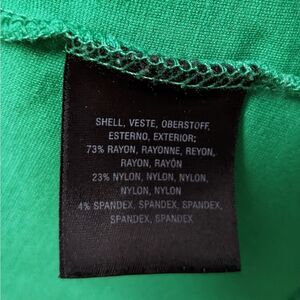 SHELL, VESTE, OBERSTOFF,
ESTERNO, EXTERIOR;
73% RAYON, RAYONNE, REYON,
RAYON, RAYÓN
23% NYLON, NYLON, NYLON,
NYLON, NYLON
4% SPANDEX, SPANDEX, SPANDEX,
SPANDEX, SPANDEX